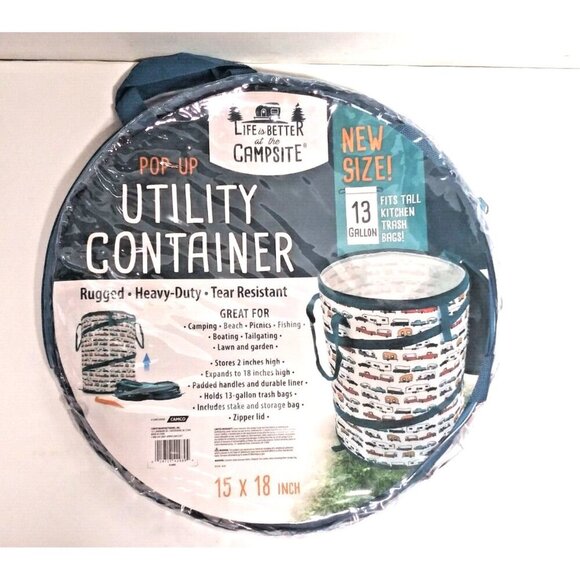 LIFE is BETTER
at the
CAMPSITE®
POP-UP
UTILITY
CONTAINER
NEW
SIZE!
13
GALLON
FITS TALL
KITCHEN
TRASH
BAGS!
Rugged • Heavy-Duty • Tear Resistant
GREAT FOR
• Camping • Beach • Picnics • Fishing •
Boating • Tailgating •
• Lawn and garden •
• Stores 2 inches high •
• Expands to 18 inches high •
• Padded handles and durable liner •
• Holds 13-gallon trash bags •
• Includes stake and storage bag •
• Zipper lid •
CAMCO
15 X 18 INCH